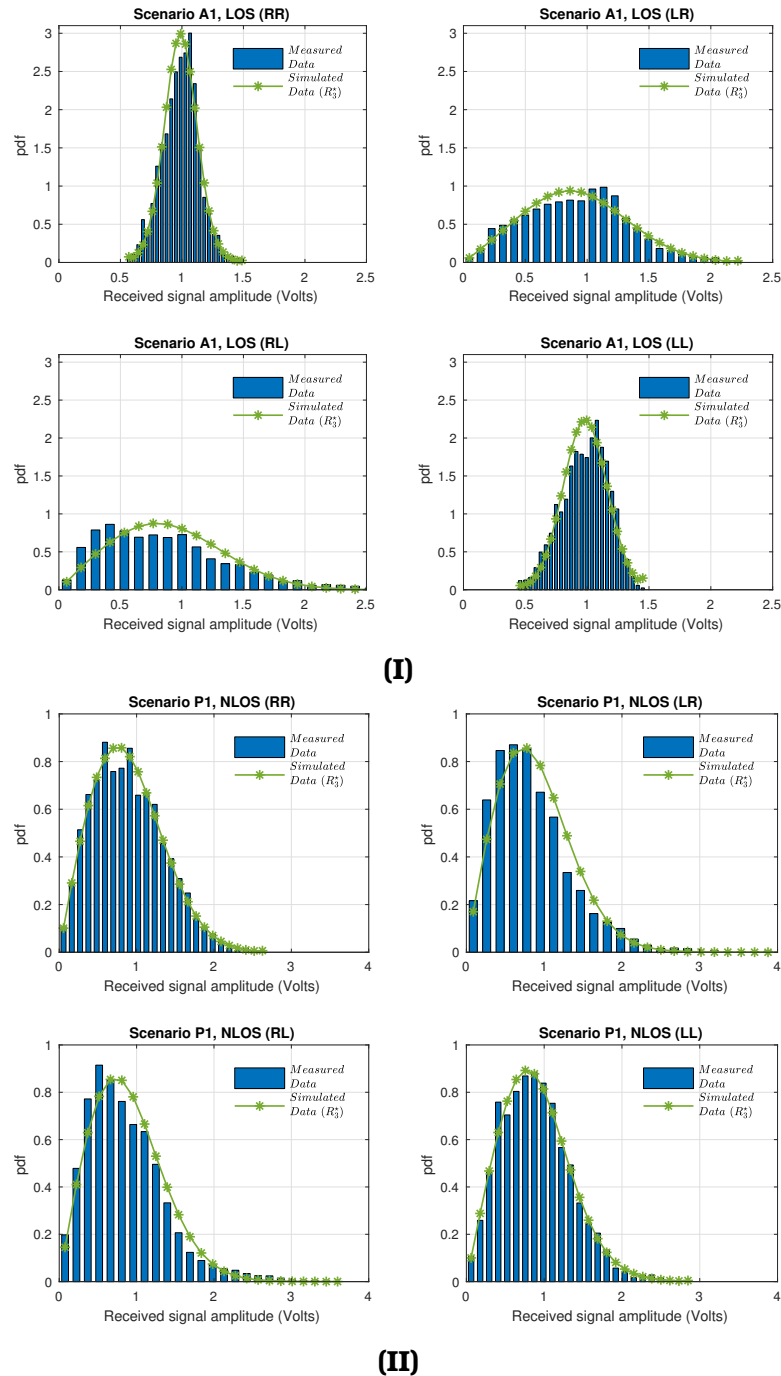 Scenario A1, LOS (RR)
3
2.5
2
1.5
1
0.5
0
pdf
Measured
Data
Simulated
Data (R₃*)
0 0.5 1 1.5 2 2.5
Received signal amplitude (Volts)
Scenario A1, LOS (LR)
3
2.5
2
1.5
1
0.5
0
pdf
Measured
Data
Simulated
Data (R₃*)
0 0.5 1 1.5 2 2.5
Received signal amplitude (Volts)
Scenario A1, LOS (RL)
3
2.5
2
1.5
1
0.5
0
pdf
Measured
Data
Simulated
Data (R₃*)
0 0.5 1 1.5 2 2.5
Received signal amplitude (Volts)
Scenario A1, LOS (LL)
3
2.5
2
1.5
1
0.5
0
pdf
Measured
Data
Simulated
Data (R₃*)
0 0.5 1 1.5 2 2.5
Received signal amplitude (Volts)
(I)
Scenario P1, NLOS (RR)
1
0.8
0.6
0.4
0.2
0
pdf
Measured
Data
Simulated
Data (R₃*)
0 1 2 3 4
Received signal amplitude (Volts)
Scenario P1, NLOS (LR)
1
0.8
0.6
0.4
0.2
0
pdf
Measured
Data
Simulated
Data (R₃*)
0 1 2 3 4
Received signal amplitude (Volts)
Scenario P1, NLOS (RL)
1
0.8
0.6
0.4
0.2
0
pdf
Measured
Data
Simulated
Data (R₃*)
0 1 2 3 4
Received signal amplitude (Volts)
Scenario P1, NLOS (LL)
1
0.8
0.6
0.4
0.2
0
pdf
Measured
Data
Simulated
Data (R₃*)
0 1 2 3 4
Received signal amplitude (Volts)
(II)